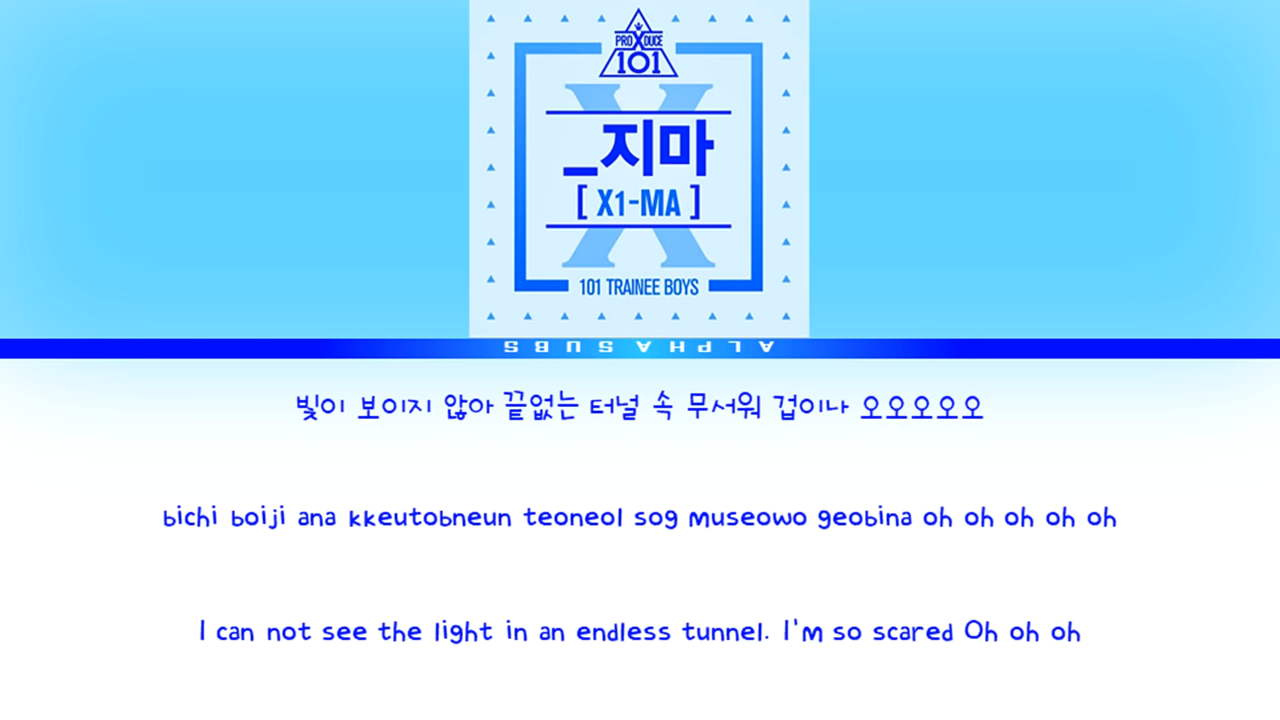 PRO X DUCE
101
_지마
[ X1-MA ]
101 TRAINEE BOYS
ALPHASUBS
빛이 보이지 않아 끝없는 터널 속 무서워 겁이나 오오오오오
bichi boiji ana kkeutobneun teoneol sog museowo geobina oh oh oh oh oh
I can not see the light in an endless tunnel. I'm so scared Oh oh oh